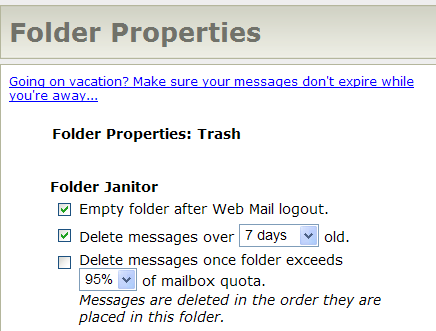 Folder Properties
Going on vacation? Make sure your messages don't expire while
you're away...
Folder Properties: Trash
Folder Janitor
Empty folder after Web Mail logout.
Delete messages over 7 days old.
Delete messages once folder exceeds
95% of mailbox quota.
Messages are deleted in the order they are
placed in this folder.